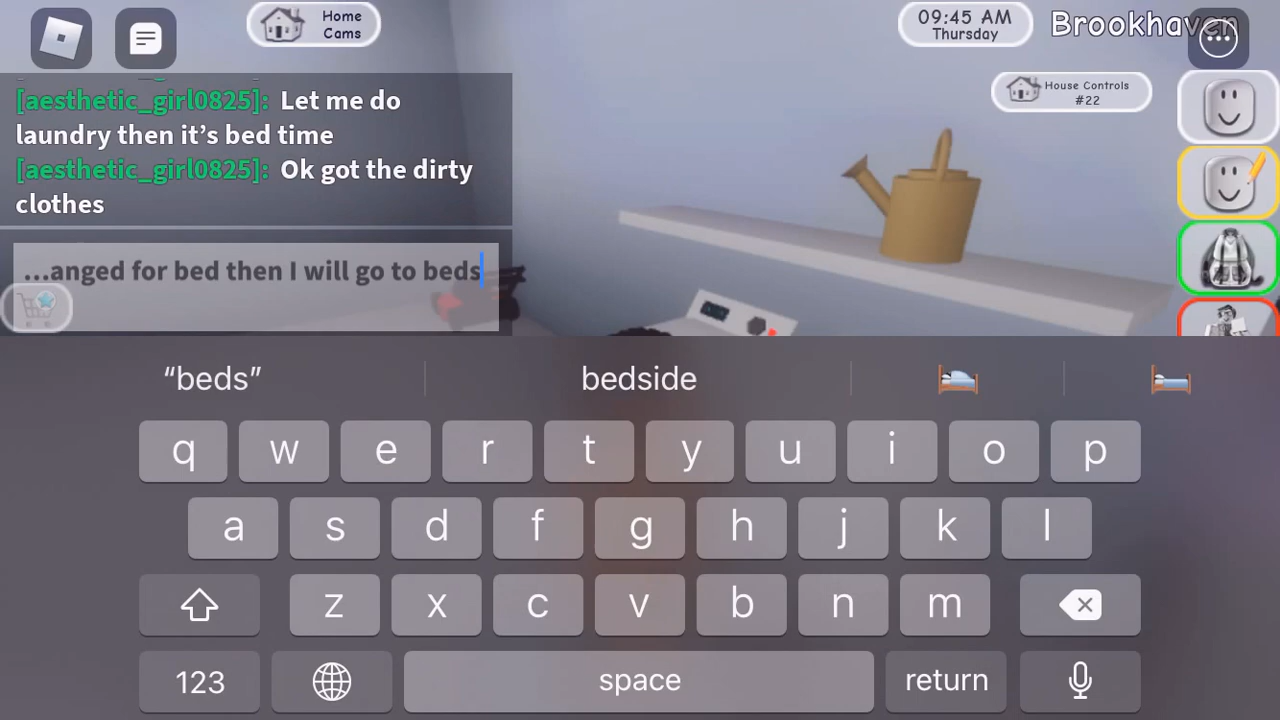 Home
Cams
09:45 AM
Thursday
Brookhaven
House Controls
#22
[aesthetic_girl0825]: Let me do
laundry then it’s bed time
[aesthetic_girl0825]: Ok got the dirty
clothes
...anged for bed then I will go to beds
“beds” bedside
q w e r t y u i o p
a s d f g h j k l
z x c v b n m
123 space return